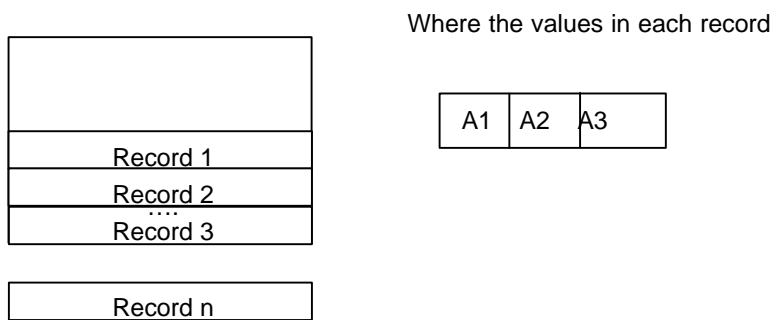 Where the values in each record
A1 A2 A3
Record 1
Record 2
….
Record 3
Record n